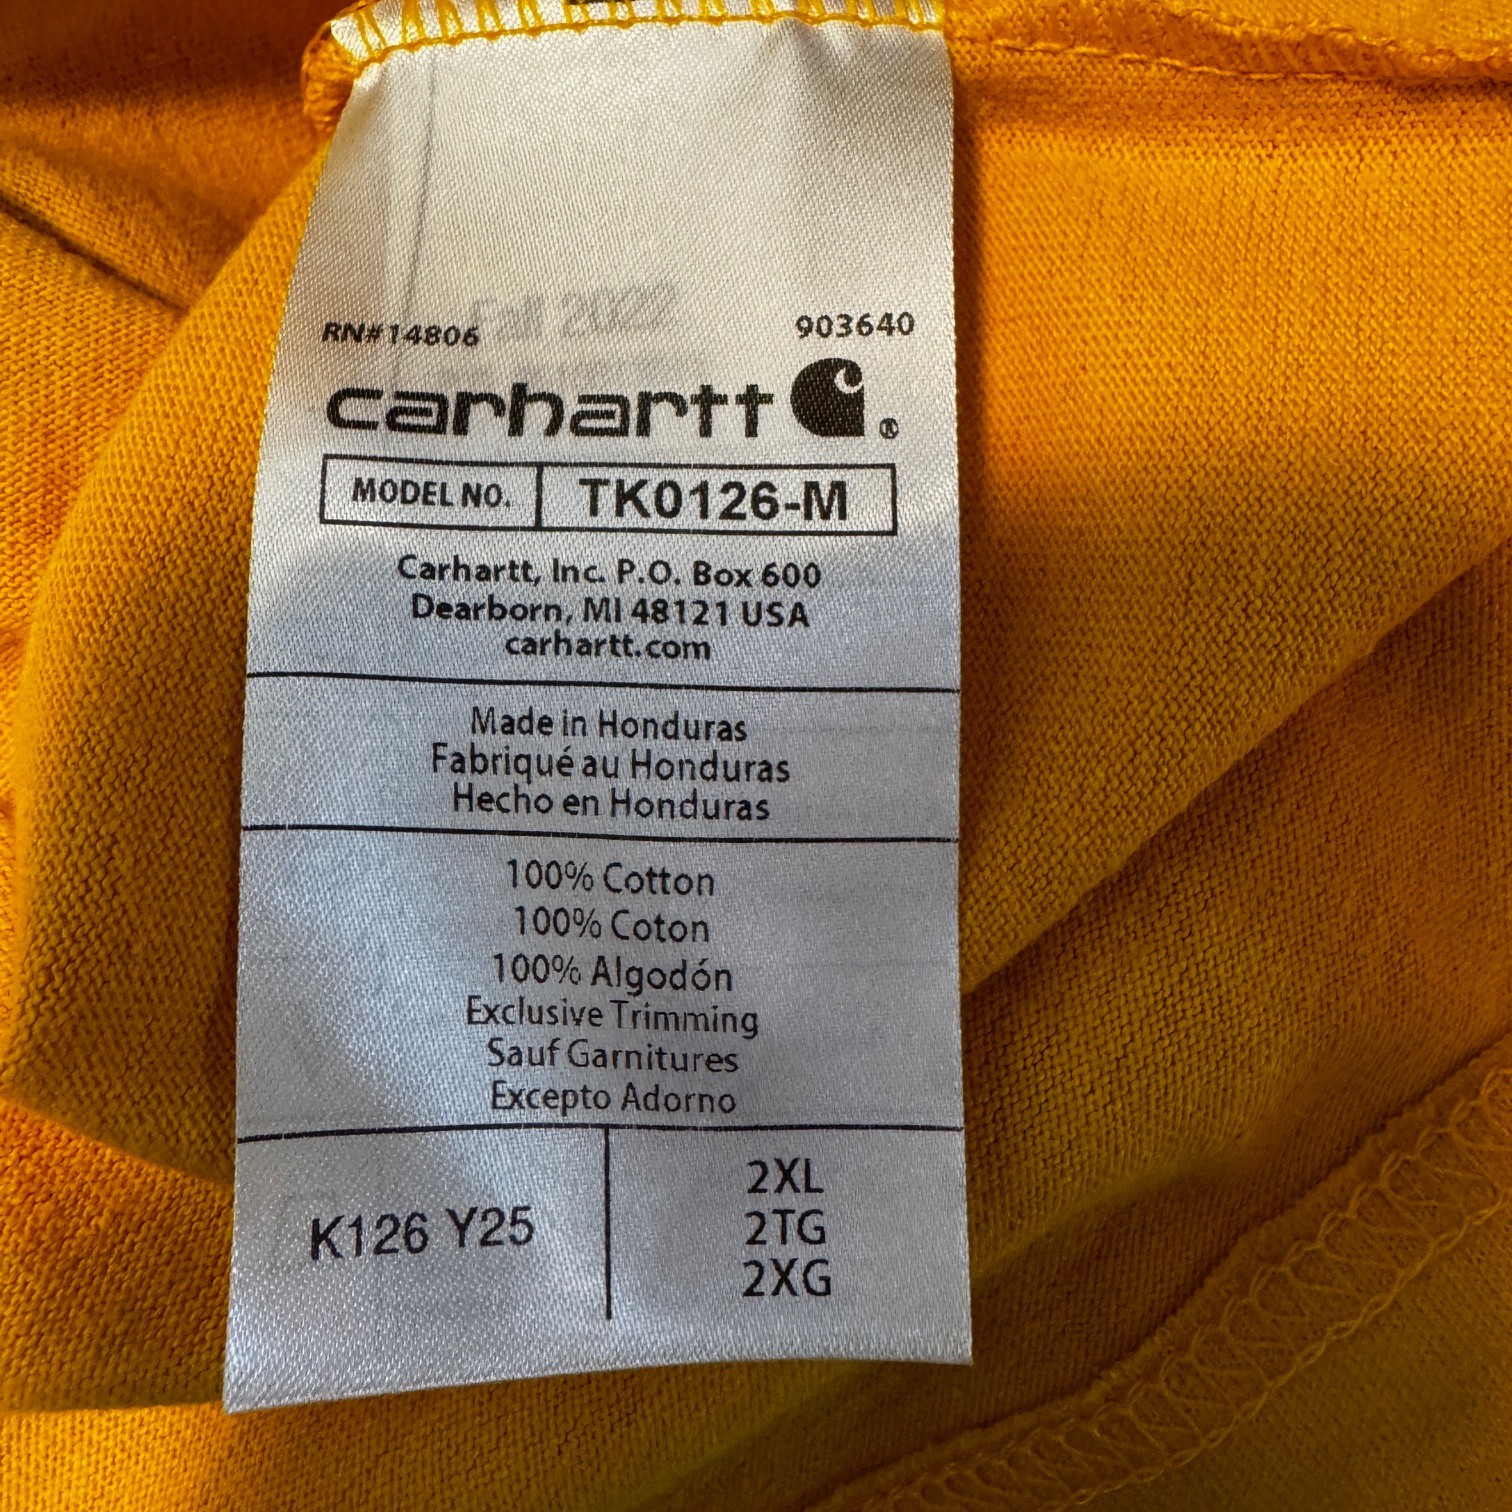 Fall 2022
RN# 14806
903640
carhartt ®
MODEL NO. TK0126-M
Carhartt, Inc. P.O. Box 600
Dearborn, MI 48121 USA
carhartt.com
Made in Honduras
Fabriqué au Honduras
Hecho en Honduras
100% Cotton
100% Coton
100% Algodón
Exclusive Trimming
Sauf Garnitures
Excepto Adorno
K126 Y25
2XL
2TG
2XG